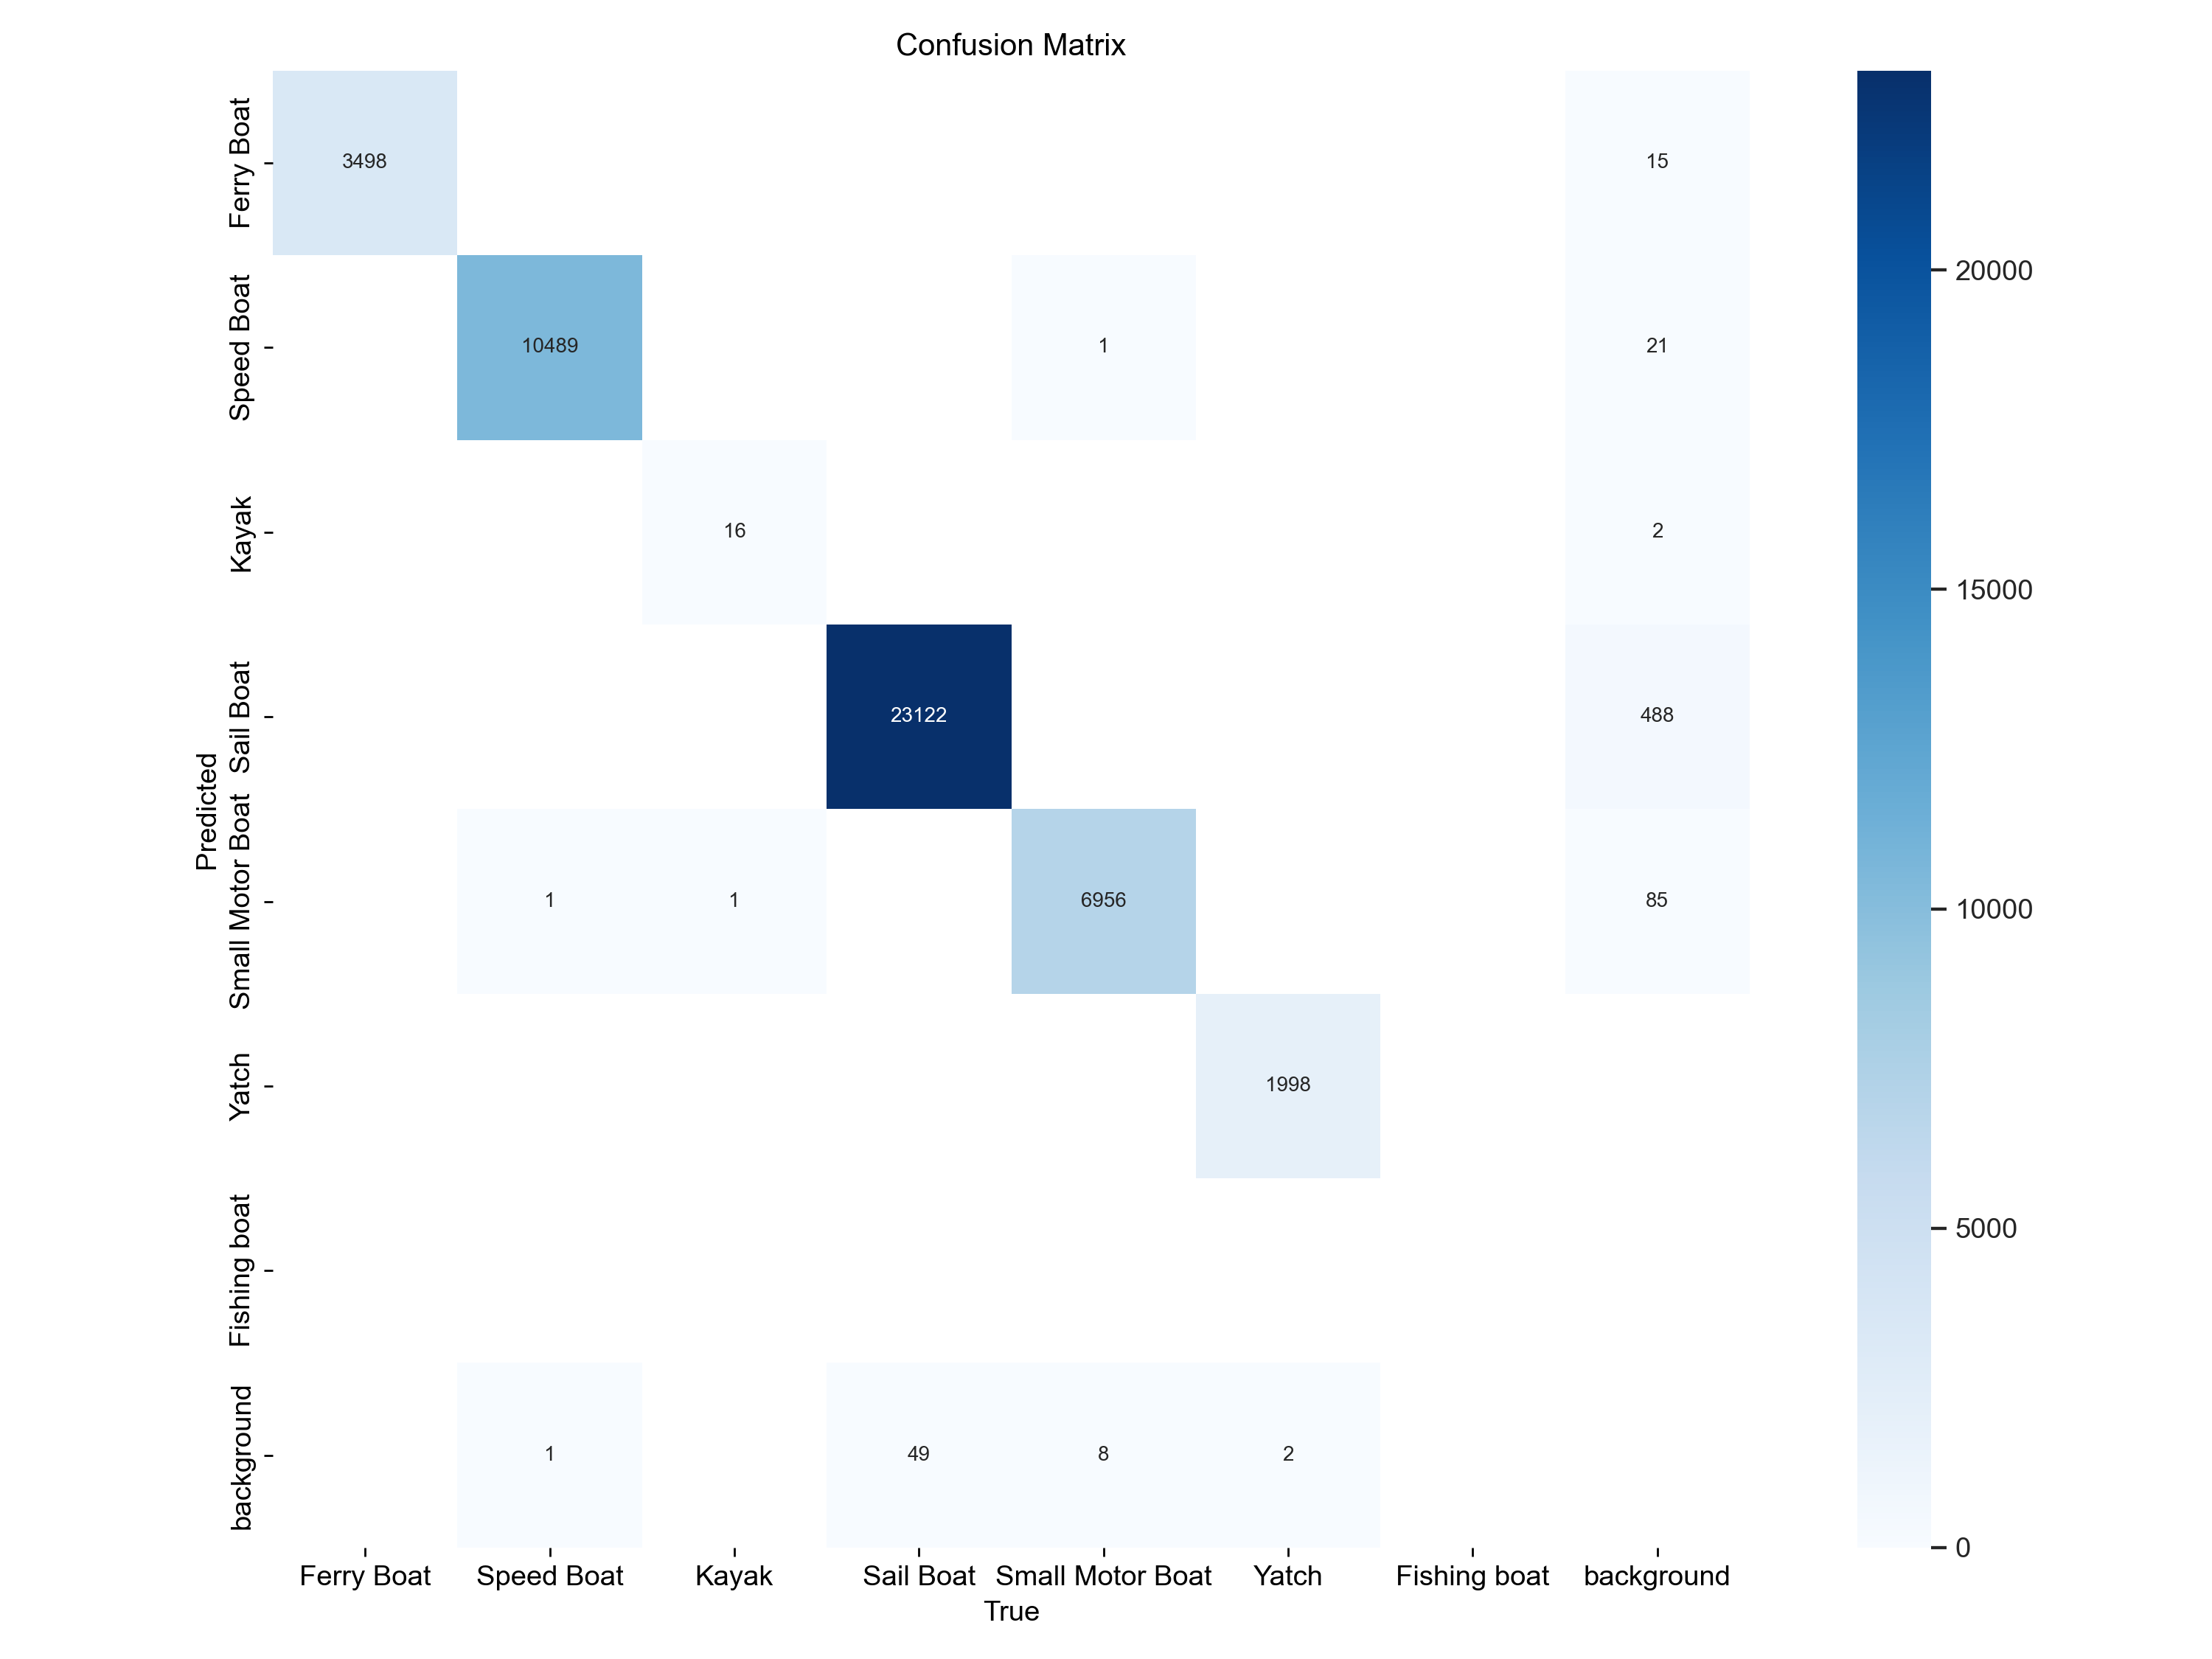 Confusion Matrix
Ferry Boat
3498
15
Speed Boat
10489
1
21
Kayak
16
2
Sail Boat
23122
488
Small Motor Boat
1
1
6956
85
Yatch
1998
Fishing boat
background
1
49
8
2
Predicted
Ferry Boat Speed Boat Kayak Sail Boat Small Motor Boat Yatch Fishing boat background
True
20000
15000
10000
5000
0